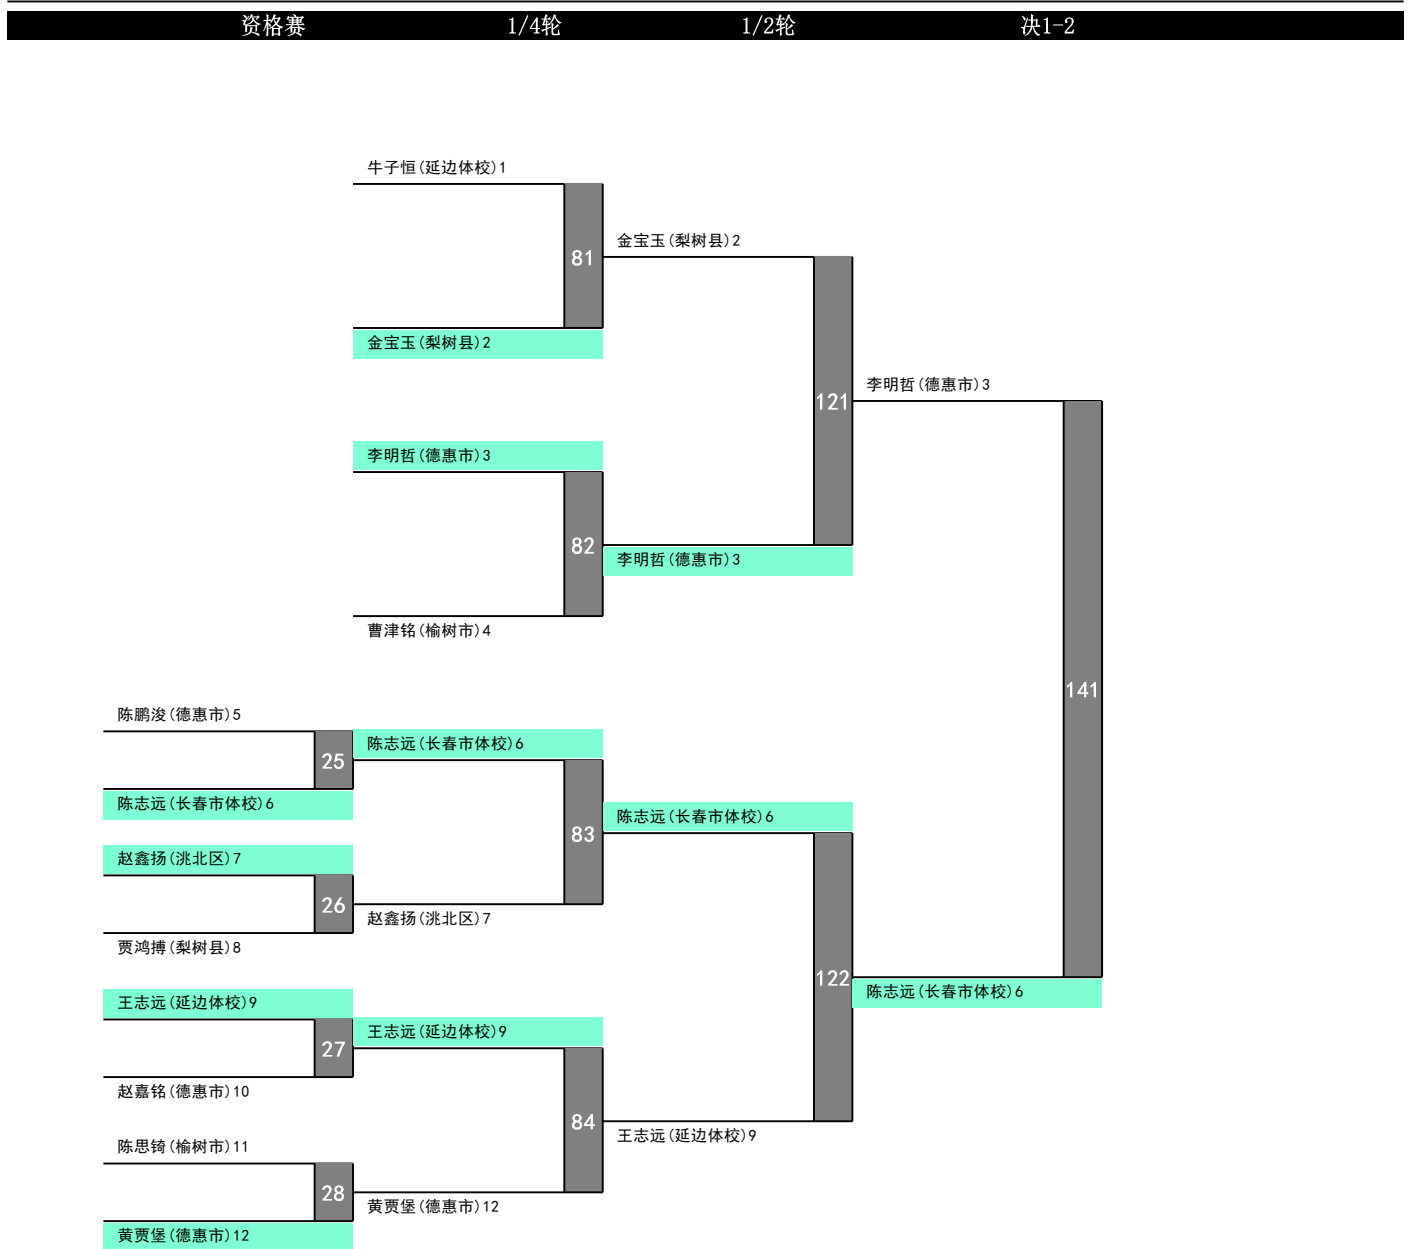 资格赛 1/4轮 1/2轮 决1-2
牛子恒(延边体校)1
金宝玉(梨树县)2
81
金宝玉(梨树县)2
李明哲(德惠市)3
121
李明哲(德惠市)3
82
李明哲(德惠市)3
曹津铭(榆树市)4
141
陈鹏浚(德惠市)5
陈志远(长春市体校)6
25
陈志远(长春市体校)6
陈志远(长春市体校)6
83
赵鑫扬(洮北区)7
26
赵鑫扬(洮北区)7
贾鸿搏(梨树县)8
122
陈志远(长春市体校)6
王志远(延边体校)9
王志远(延边体校)9
27
赵嘉铭(德惠市)10
84
王志远(延边体校)9
陈思锜(榆树市)11
28
黄贾堡(德惠市)12
黄贾堡(德惠市)12